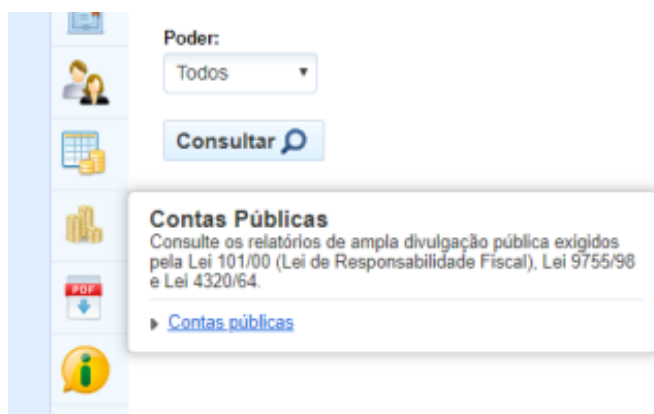 Poder:
Todos
Consultar
Contas Públicas
Consulte os relatórios de ampla divulgação pública exigidos
pela Lei 101/00 (Lei de Responsabilidade Fiscal), Lei 9755/98
e Lei 4320/64.
Contas públicas
PDF
i